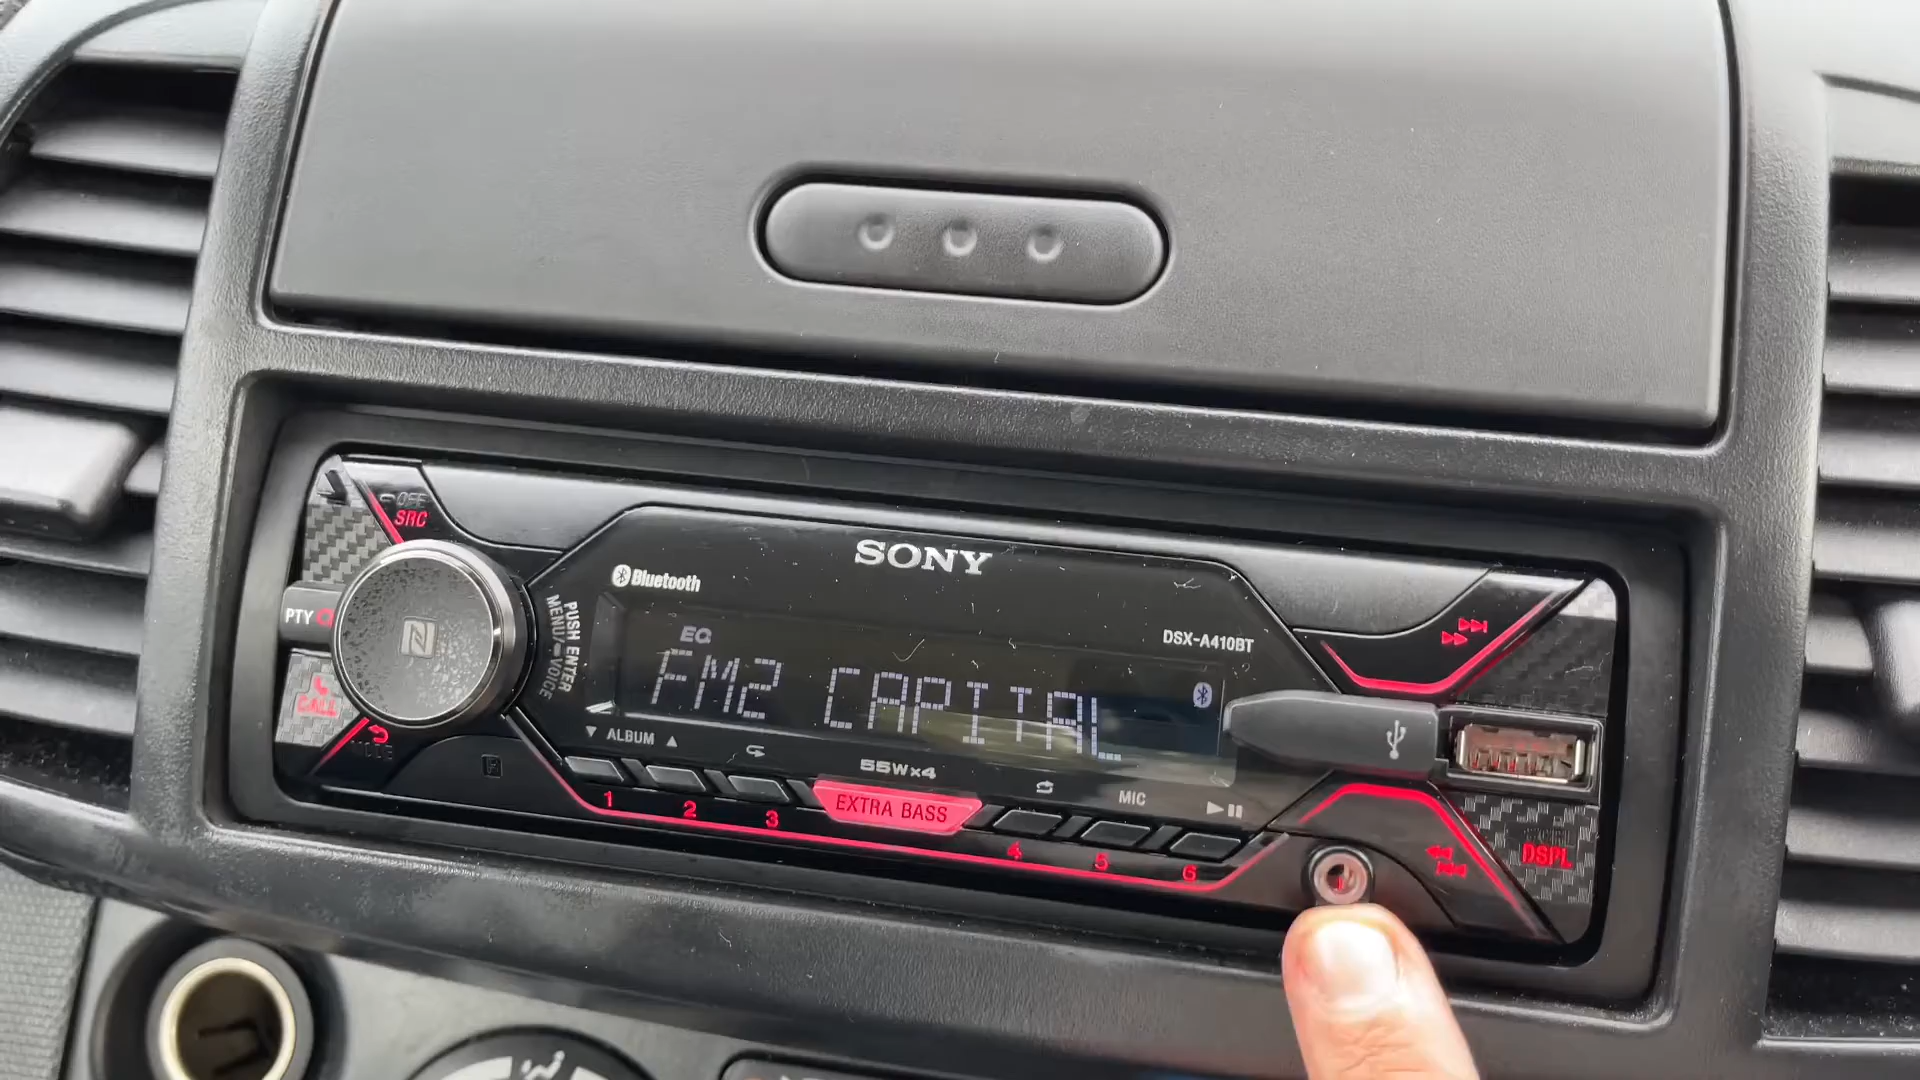 OFF
SRC
SONY
Bluetooth
PTY
PUSH ENTER
MENU/ VOICE
DSX-A410BT
EQ
FM2 CAPITAL
CALL
MODE
▼ ALBUM ▲
55W×4
MIC
EXTRA BASS
DSPL
1 2 3 4 5 6